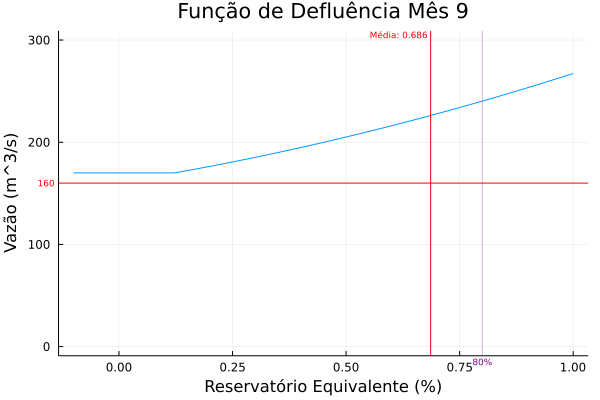 Função de Defluência Mês 9
Média: 0.686
300
200
160
100
0
Vazão (m^3/s)
0.00
0.25
0.50
0.75
80%
1.00
Reservatório Equivalente (%)